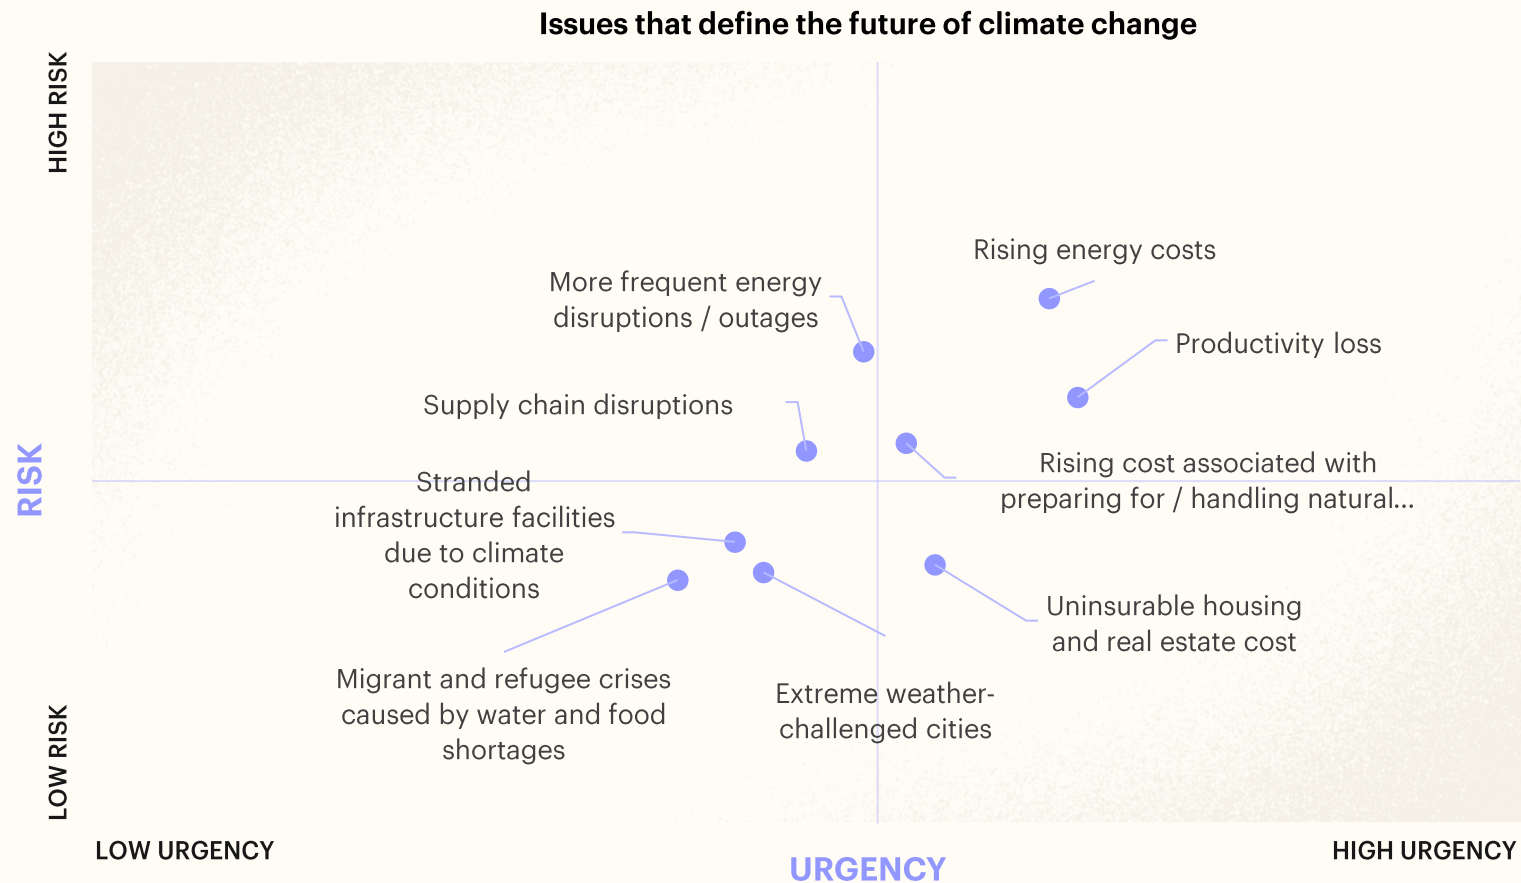 Issues that define the future of climate change
HIGH RISK
RISK
LOW RISK
Rising energy costs
More frequent energy
disruptions / outages
Productivity loss
Supply chain disruptions
Rising cost associated with
preparing for / handling natural...
Stranded
infrastructure facilities
due to climate
conditions
Uninsurable housing
and real estate cost
Migrant and refugee crises
caused by water and food
shortages
Extreme weather-
challenged cities
LOW URGENCY
URGENCY
HIGH URGENCY